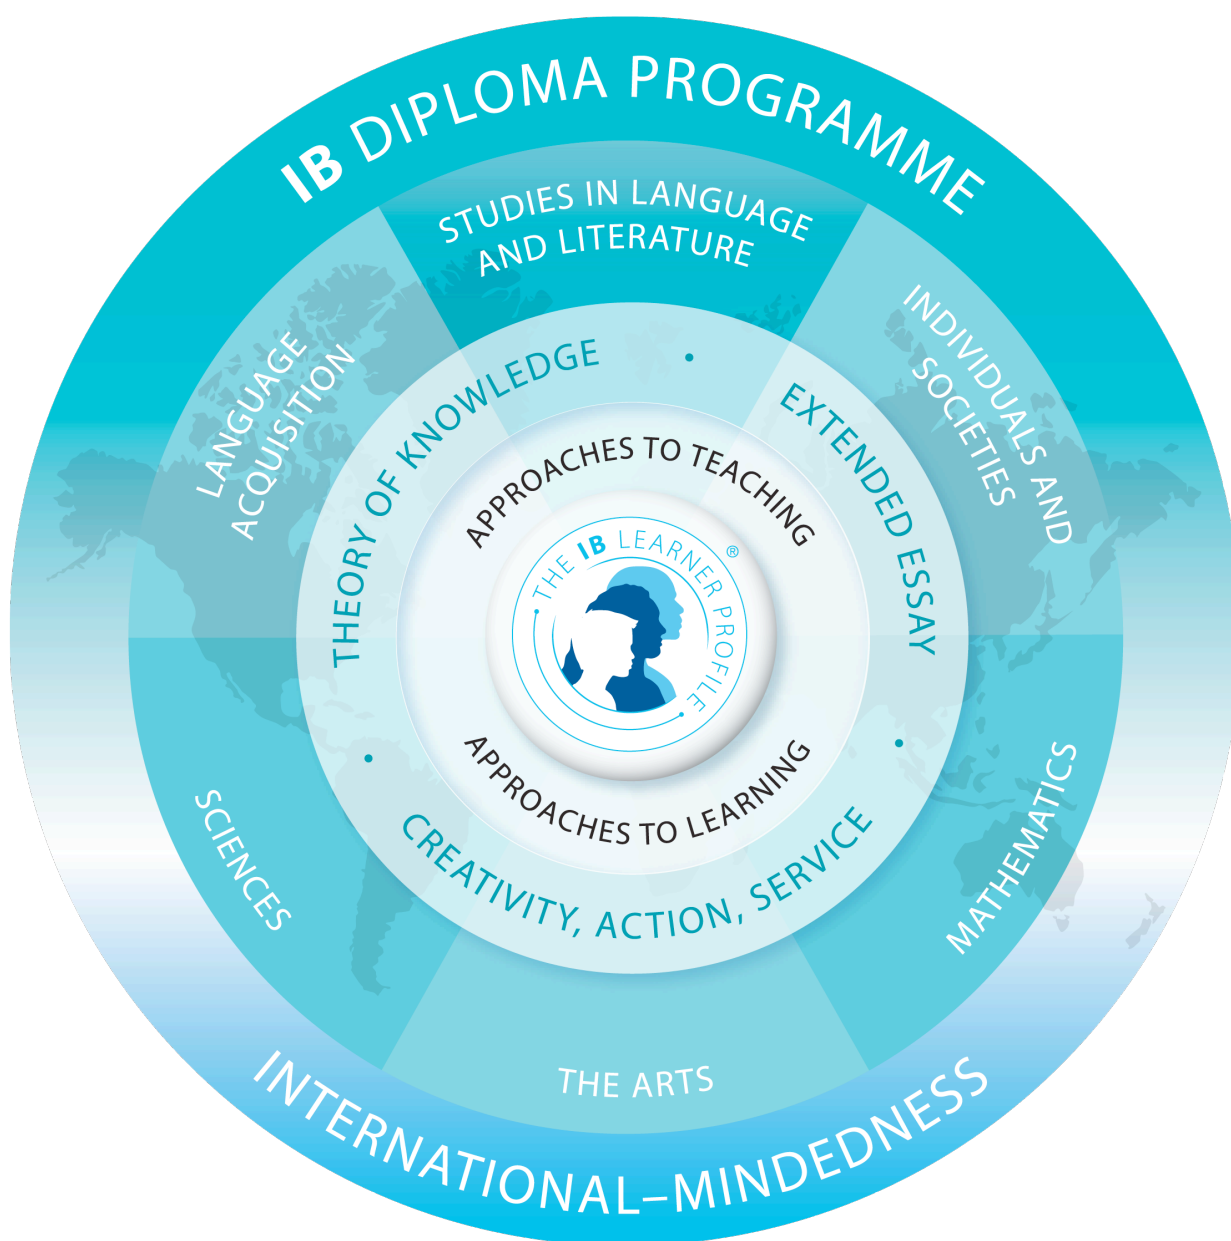 IB DIPLOMA PROGRAMME
STUDIES IN LANGUAGE
AND LITERATURE
LANGUAGE
ACQUISITION
INDIVIDUALS AND
SOCIETIES
THEORY OF KNOWLEDGE
•
EXTENDED ESSAY
•
APPROACHES TO TEACHING
THE IB LEARNER PROFILE
®
APPROACHES TO LEARNING
•
CREATIVITY, ACTION, SERVICE
SCIENCES
MATHEMATICS
THE ARTS
INTERNATIONAL–MINDEDNESS